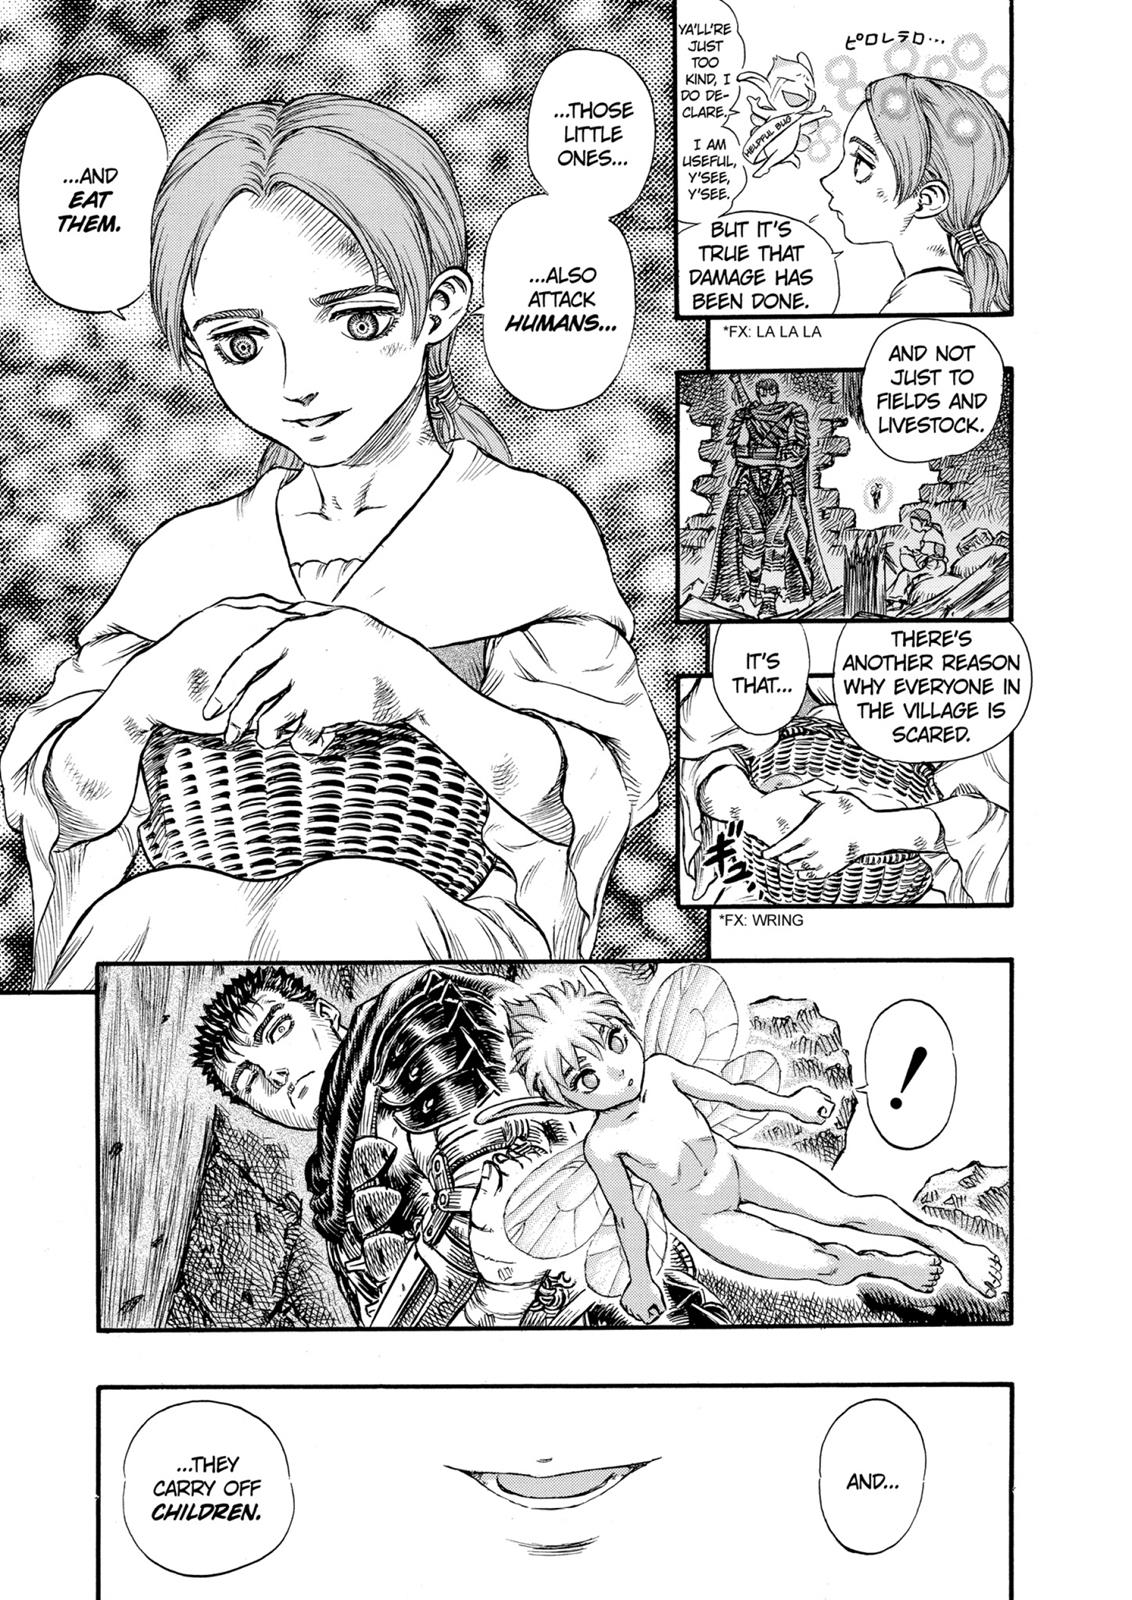 YA'LL'RE
JUST
TOO
KIND, I
DO DE-
CLARE.
I AM
USEFUL,
Y'SEE,
Y'SEE.
HELPFUL BUG
ピロレラロ…
BUT IT'S
TRUE THAT
DAMAGE HAS
BEEN DONE.
*FX: LA LA LA
AND NOT
JUST TO
FIELDS AND
LIVESTOCK.
THERE'S
ANOTHER REASON
WHY EVERYONE IN
THE VILLAGE IS
SCARED.
IT'S
THAT...
ギュ
*FX: WRING
...THOSE
LITTLE
ONES...
...ALSO
ATTACK
HUMANS...
...AND
EAT
THEM.
!
AND...
...THEY
CARRY OFF
CHILDREN.